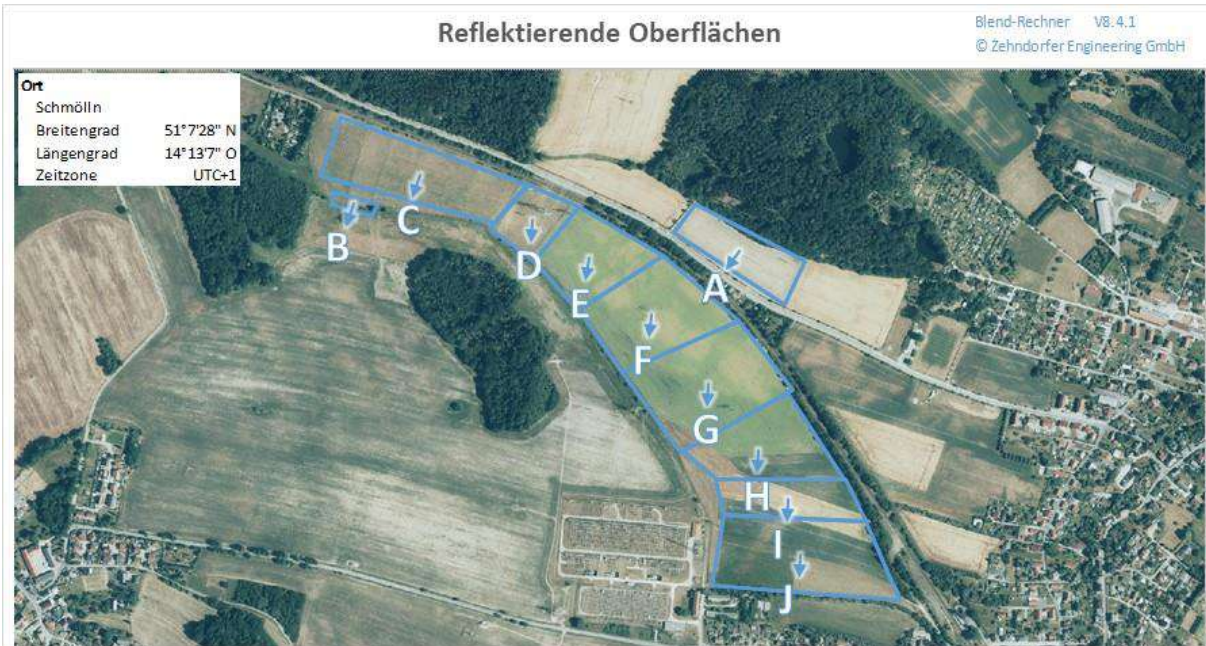 Reflektierende Oberflächen
Blend-Rechner V8.4.1
© Zehndorfer Engineering GmbH
Ort
Schmölln
Breitengrad 51°7'28" N
Längengrad 14°13'7" O
Zeitzone UTC+1
A
B
C
D
E
F
G
H
I
J